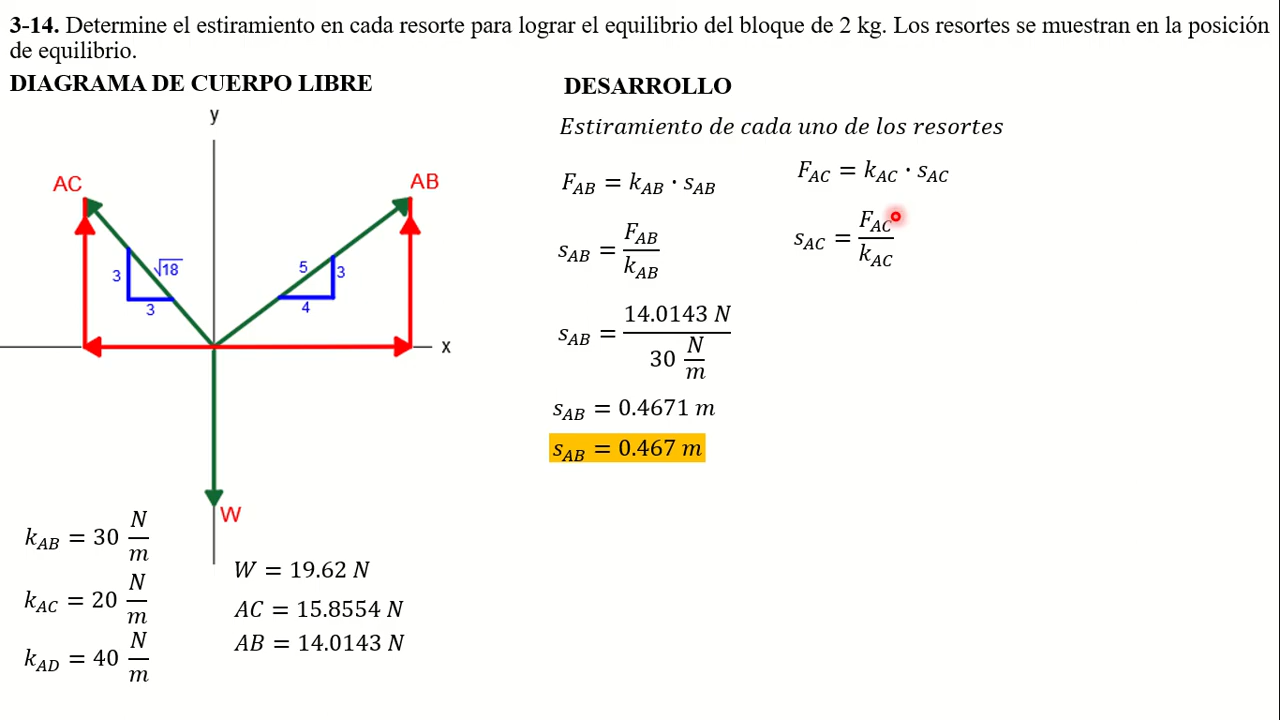 3-14. Determine el estiramiento en cada resorte para lograr el equilibrio del bloque de 2 kg. Los resortes se muestran en la posición
de equilibrio.
DIAGRAMA DE CUERPO LIBRE
y
AC
AB
3
√18
3
5
3
4
x
W
k_AB = 30 N/m
k_AC = 20 N/m
k_AD = 40 N/m
W = 19.62 N
AC = 15.8554 N
AB = 14.0143 N
DESARROLLO
Estiramiento de cada uno de los resortes
F_AB = k_AB · s_AB
s_AB = F_AB/k_AB
s_AB = 14.0143 N / 30 N/m
s_AB = 0.4671 m
s_AB = 0.467 m
F_AC = k_AC · s_AC
s_AC = F_AC/k_AC